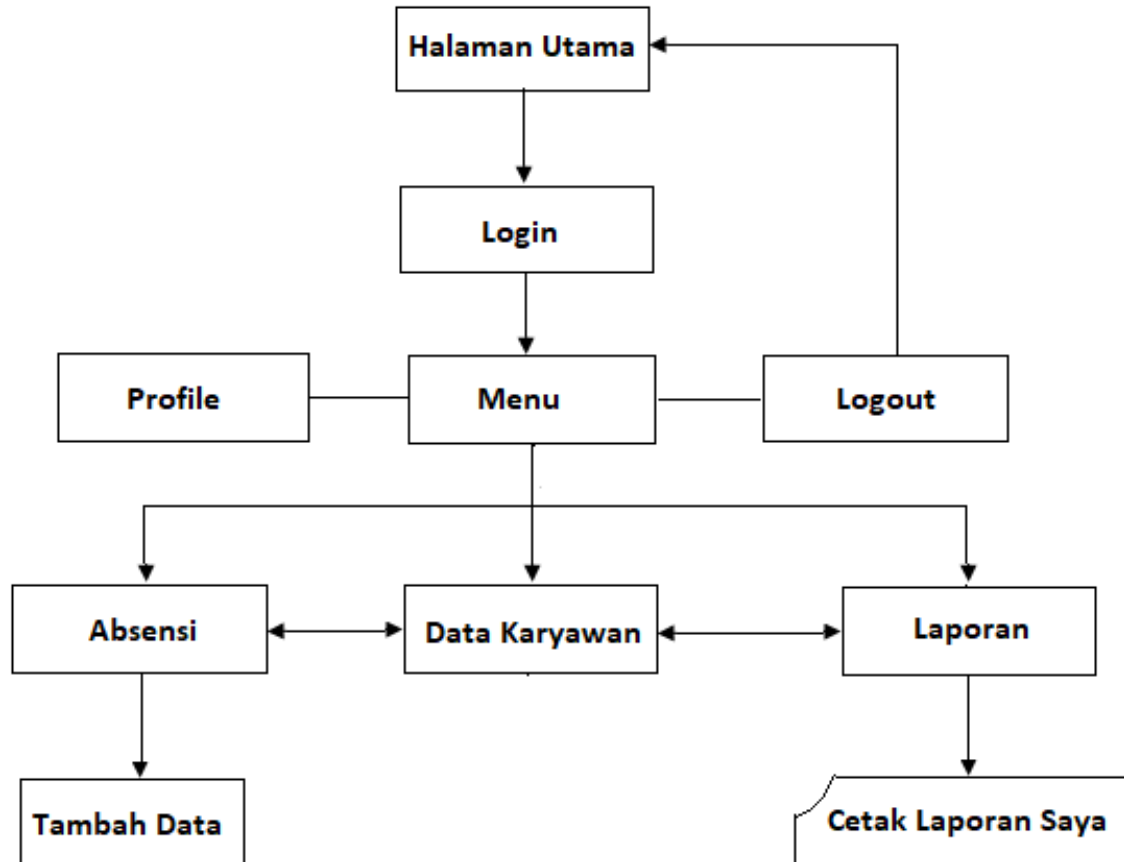 Halaman Utama
Login
Profile
Menu
Logout
Absensi
Data Karyawan
Laporan
Tambah Data
Cetak Laporan Saya